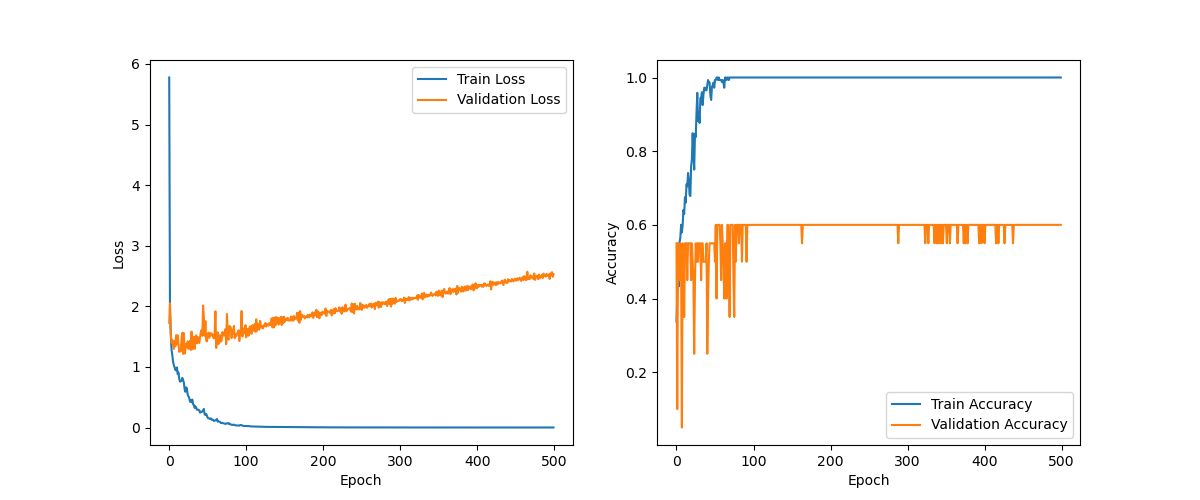 Train Loss
Validation Loss
Loss
6
5
4
3
2
1
0
0 100 200 300 400 500
Epoch
Accuracy
1.0
0.8
0.6
0.4
0.2
Train Accuracy
Validation Accuracy
0 100 200 300 400 500
Epoch